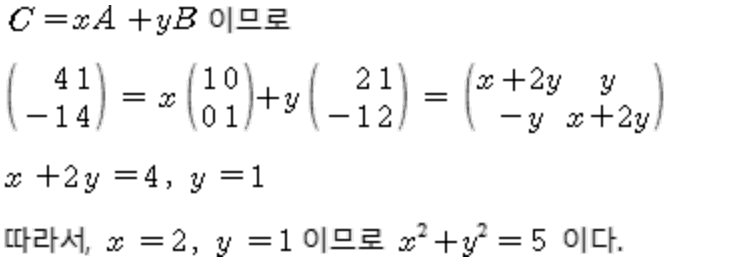 C = xA + yB 이므로
( 4 1 ; -1 4 ) = x ( 1 0 ; 0 1 ) + y ( 2 1 ; -1 2 ) = ( x+2y y ; -y x+2y )
x + 2y = 4, y = 1
따라서, x = 2, y = 1 이므로 x² + y² = 5 이다.